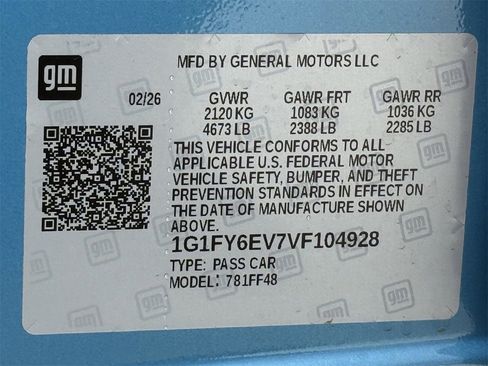 gm
MFD BY GENERAL MOTORS LLC
02/26 GVWR GAWR FRT GAWR RR
2120 KG 1083 KG 1036 KG
4673 LB 2388 LB 2285 LB
THIS VEHICLE CONFORMS TO ALL
APPLICABLE U.S. FEDERAL MOTOR
VEHICLE SAFETY, BUMPER, AND THEFT
PREVENTION STANDARDS IN EFFECT ON
THE DATE OF MANUFACTURE SHOWN
ABOVE.
1G1FY6EV7VF104928
TYPE: PASS CAR
MODEL: 781FF48